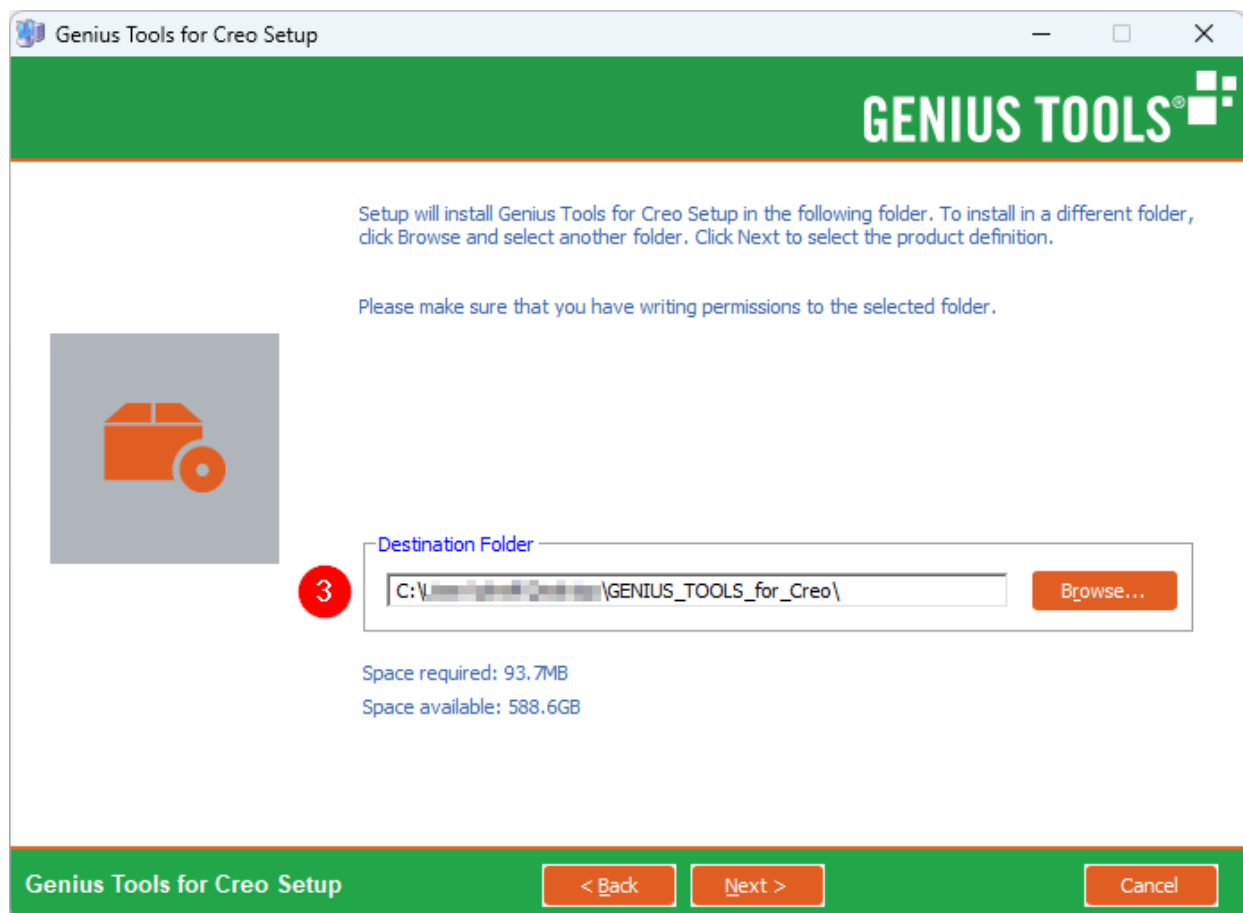 Genius Tools for Creo Setup
GENIUS TOOLS®
Setup will install Genius Tools for Creo Setup in the following folder. To install in a different folder,
click Browse and select another folder. Click Next to select the product definition.
Please make sure that you have writing permissions to the selected folder.
Destination Folder
3
C:\ \GENIUS_TOOLS_for_Creo\
Browse...
Space required: 93.7MB
Space available: 588.6GB
Genius Tools for Creo Setup
< Back
Next >
Cancel